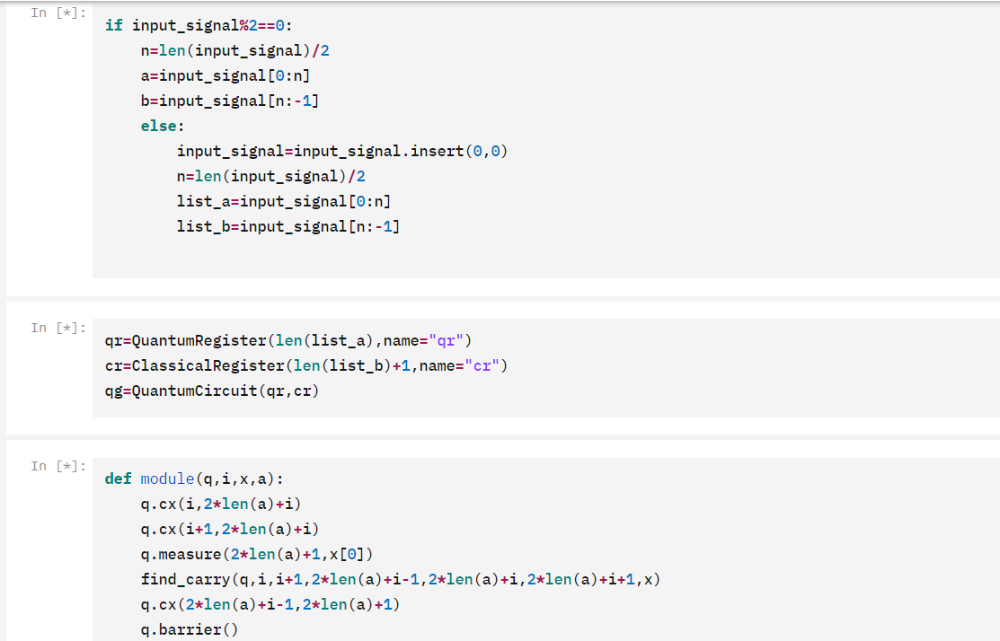 In [*]:
if input_signal%2==0:
    n=len(input_signal)/2
    a=input_signal[0:n]
    b=input_signal[n:-1]
    else:
        input_signal=input_signal.insert(0,0)
        n=len(input_signal)/2
        list_a=input_signal[0:n]
        list_b=input_signal[n:-1]
In [*]:
qr=QuantumRegister(len(list_a),name="qr")
cr=ClassicalRegister(len(list_b)+1,name="cr")
qg=QuantumCircuit(qr,cr)
In [*]:
def module(q,i,x,a):
    q.cx(i,2*len(a)+i)
    q.cx(i+1,2*len(a)+i)
    q.measure(2*len(a)+1,x[0])
    find_carry(q,i,i+1,2*len(a)+i-1,2*len(a)+i,2*len(a)+i+1,x)
    q.cx(2*len(a)+i-1,2*len(a)+1)
    q.barrier()